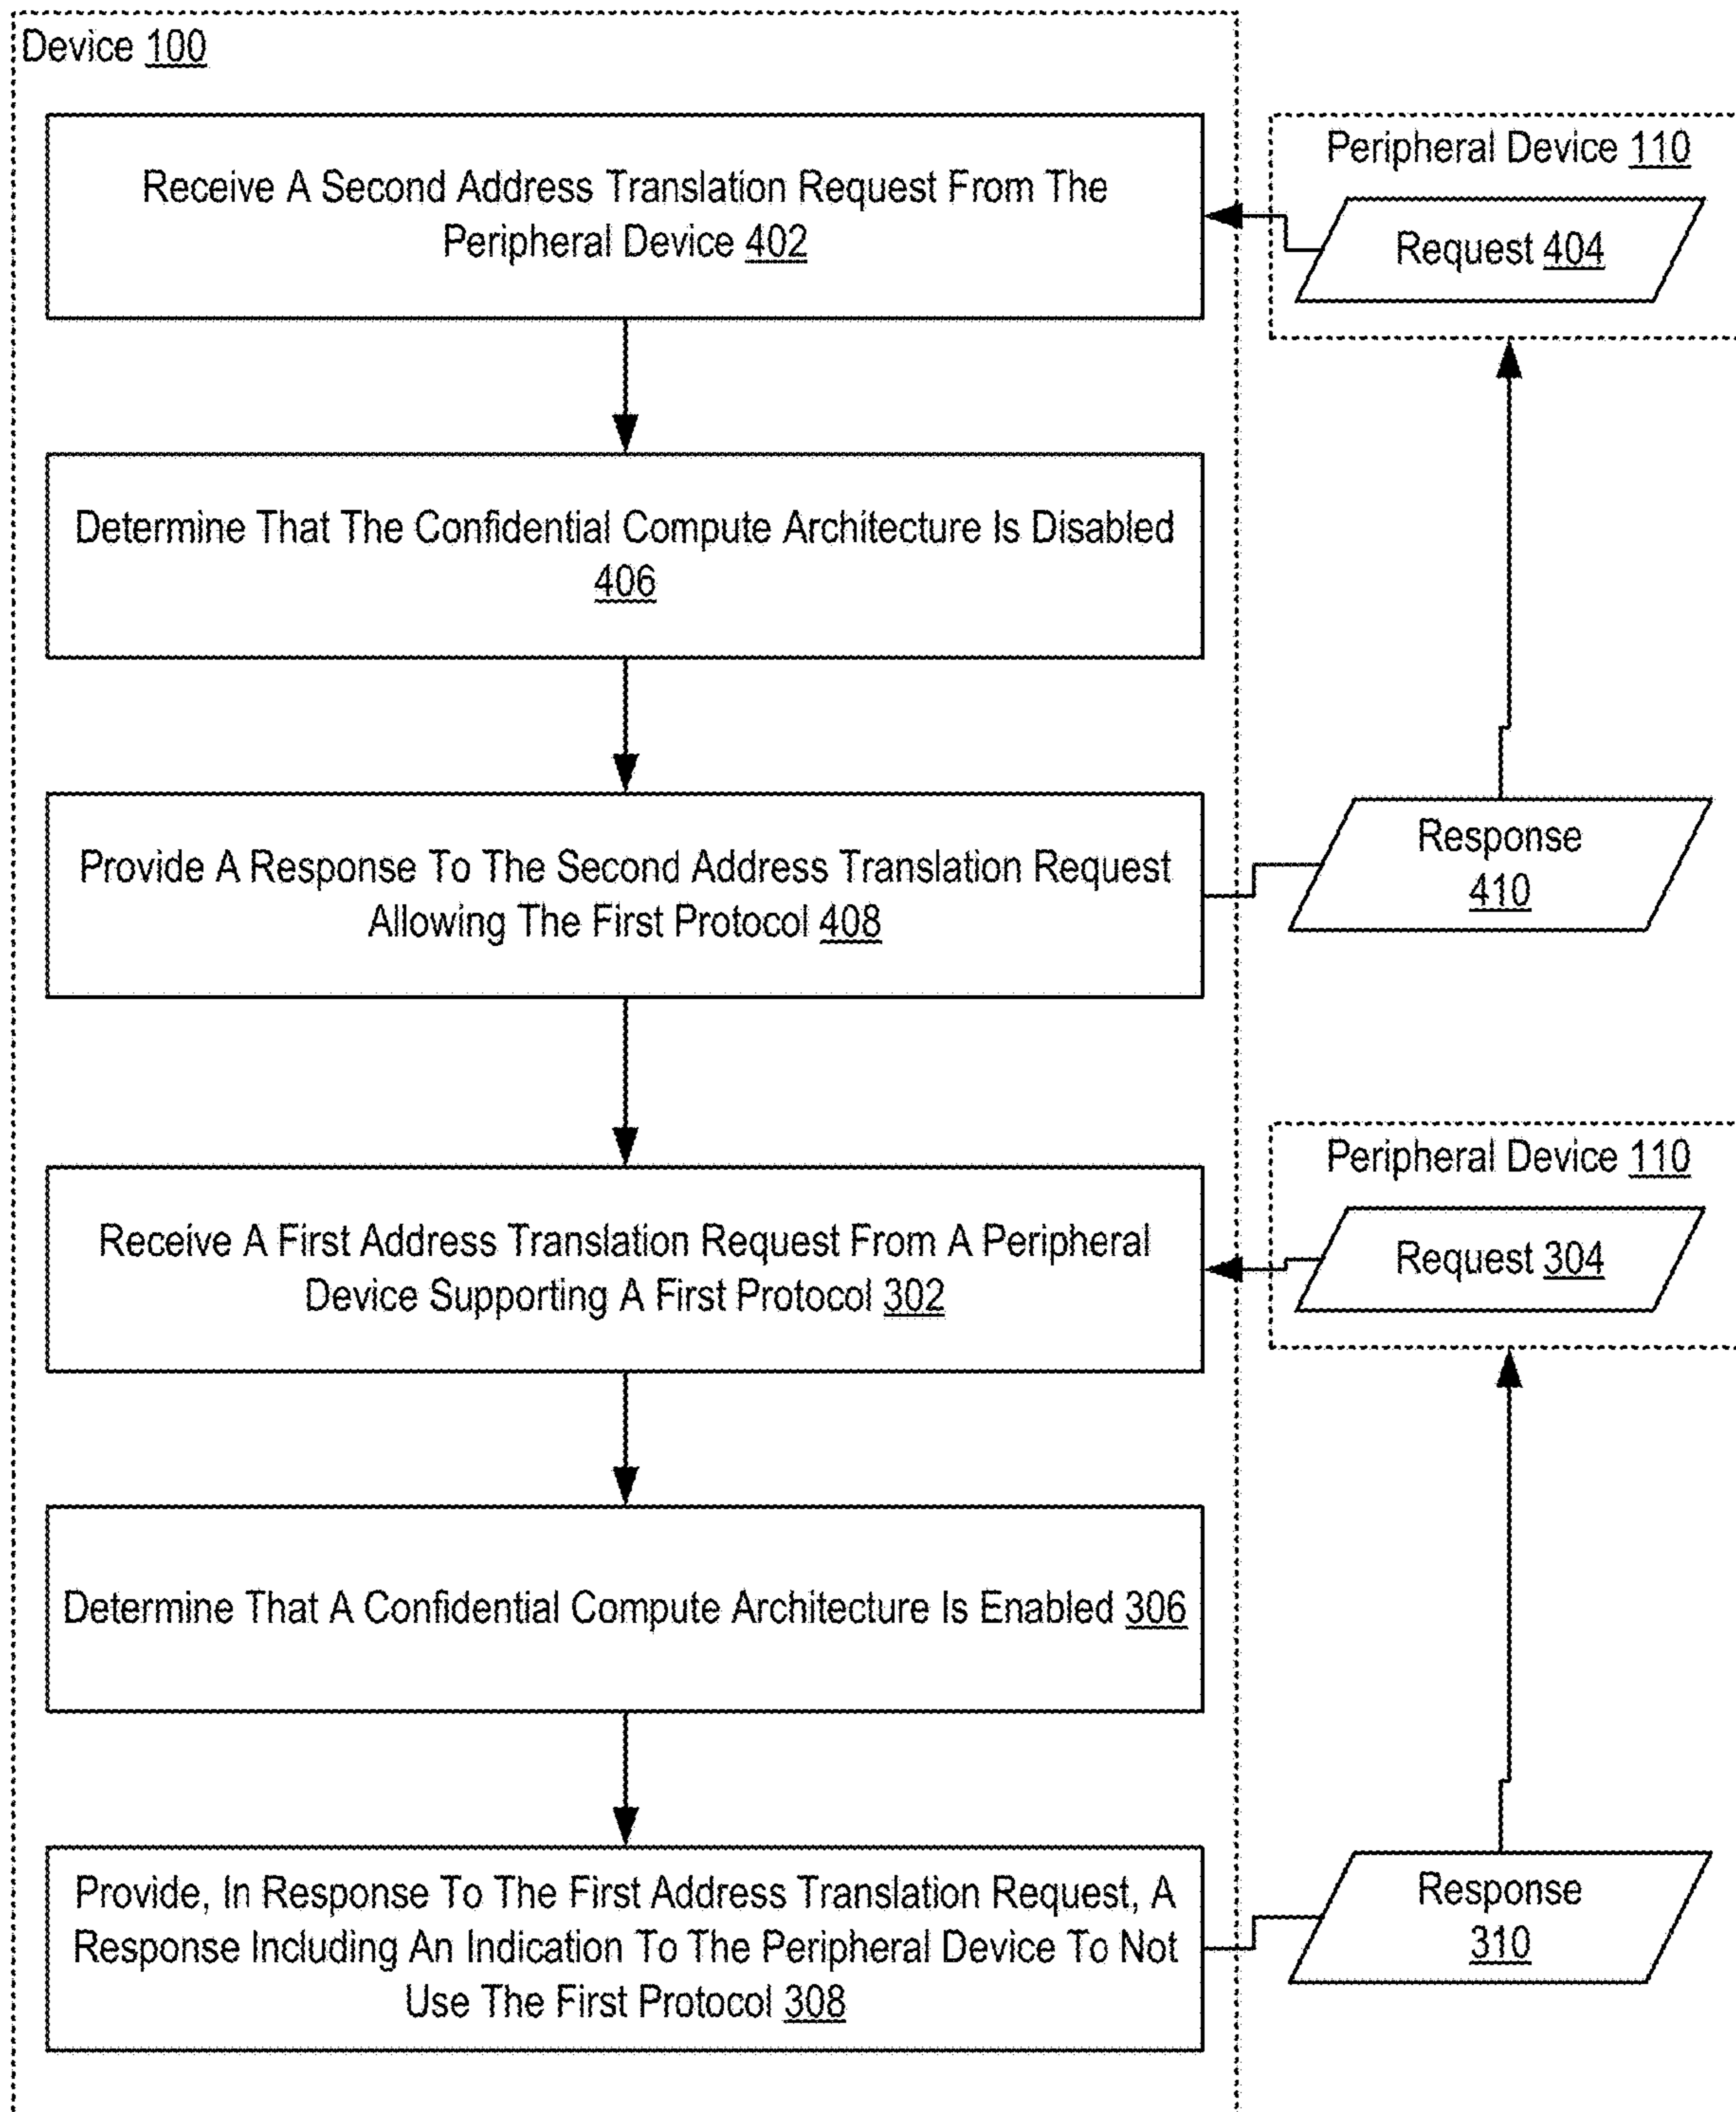 Device 100
Receive A Second Address Translation Request From The
Peripheral Device 402
Peripheral Device 110
Request 404
Determine That The Confidential Compute Architecture Is Disabled
406
Provide A Response To The Second Address Translation Request
Allowing The First Protocol 408
Response
410
Receive A First Address Translation Request From A Peripheral
Device Supporting A First Protocol 302
Peripheral Device 110
Request 304
Determine That A Confidential Compute Architecture Is Enabled 306
Provide, In Response To The First Address Translation Request, A
Response Including An Indication To The Peripheral Device To Not
Use The First Protocol 308
Response
310